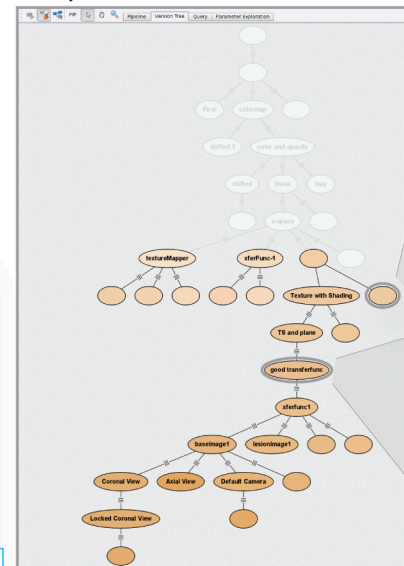 PIP Pipeline Version Tree Query Parameter Exploration
First colormap
shifted 2 color and opacity
shifted linear
z-space
textureMapper xferFunc-1
Texture with Shading
TS and plane
good transferfunc
xferfunc1
baseImage1 lesionImage1
Coronal View Axial View Default Camera
Locked Coronal View